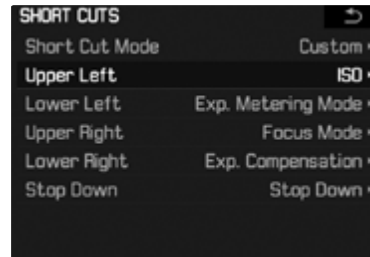 SHORT CUTS
Short Cut Mode Custom
Upper Left ISO
Lower Left Exp. Metering Mode
Upper Right Focus Mode
Lower Right Exp. Compensation
Stop Down Stop Down